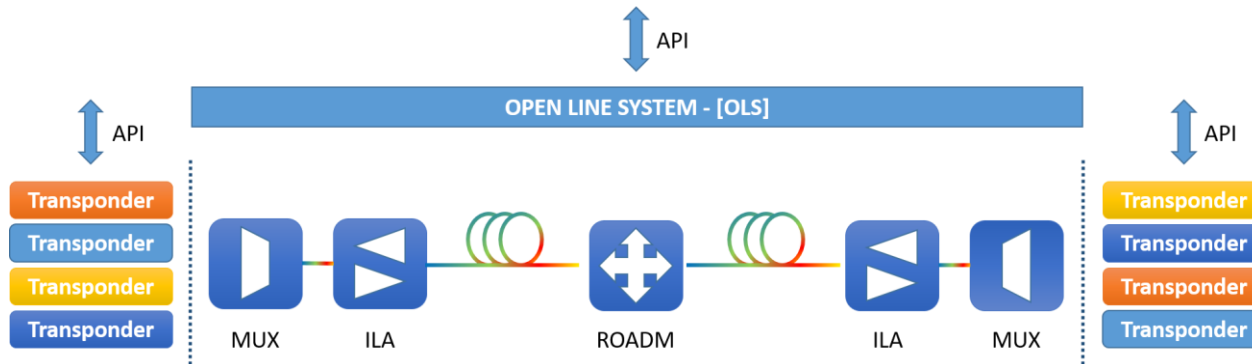 API
OPEN LINE SYSTEM - [OLS]
API
API
Transponder
Transponder
Transponder
Transponder
Transponder
Transponder
Transponder
Transponder
MUX
ILA
ROADM
ILA
MUX